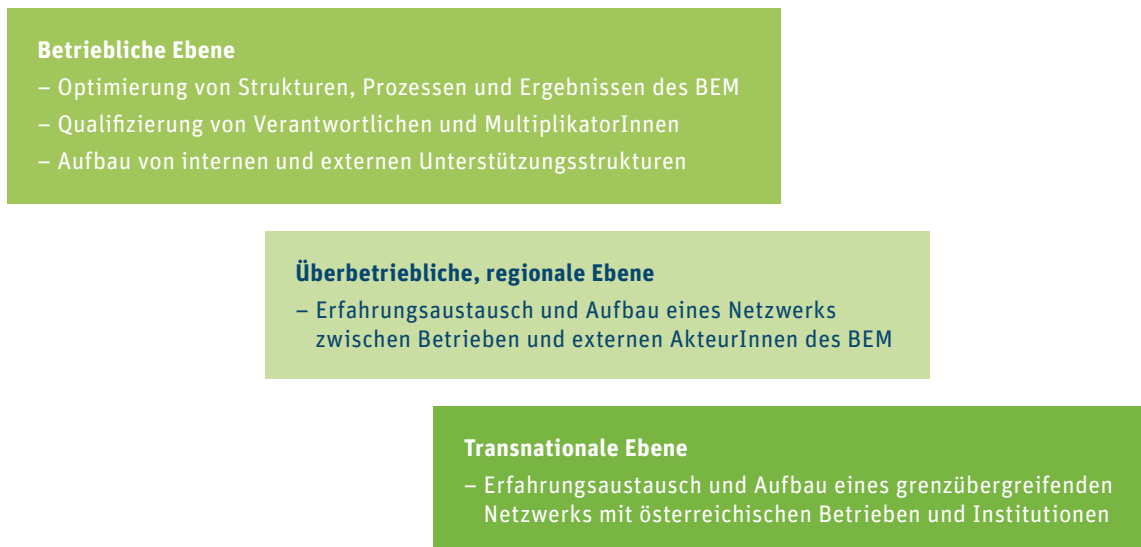 Betriebliche Ebene
– Optimierung von Strukturen, Prozessen und Ergebnissen des BEM
– Qualifizierung von Verantwortlichen und MultiplikatorInnen
– Aufbau von internen und externen Unterstützungsstrukturen
Überbetriebliche, regionale Ebene
– Erfahrungsaustausch und Aufbau eines Netzwerks
zwischen Betrieben und externen AkteurInnen des BEM
Transnationale Ebene
– Erfahrungsaustausch und Aufbau eines grenzübergreifenden
Netzwerks mit österreichischen Betrieben und Institutionen